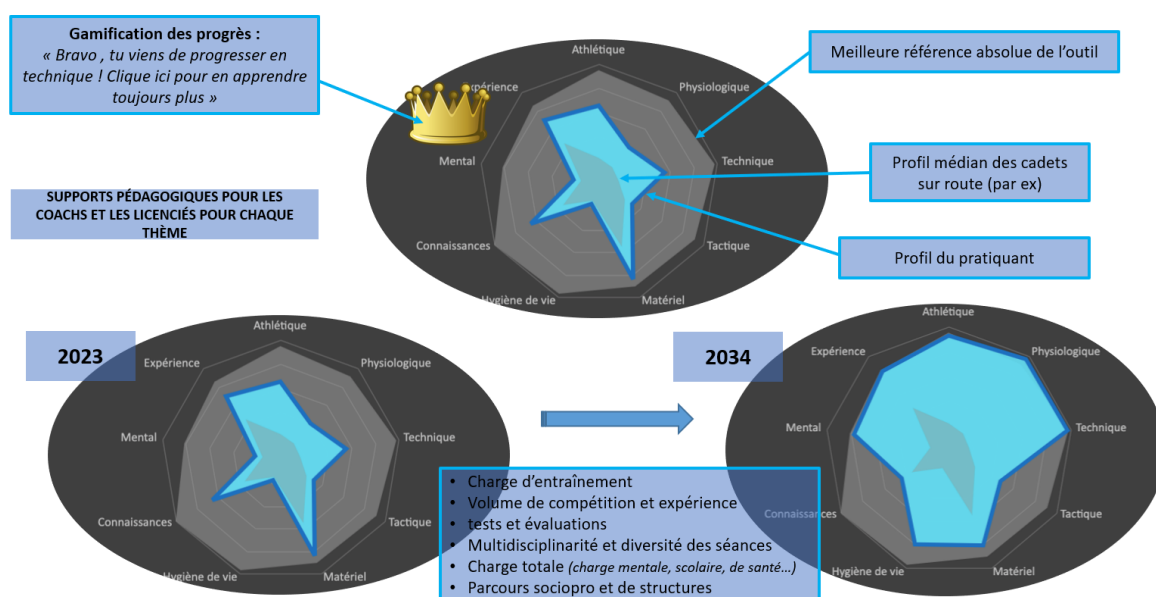 Gamification des progrès :
« Bravo , tu viens de progresser en
technique ! Clique ici pour en apprendre
toujours plus »
SUPPORTS PÉDAGOGIQUES POUR LES
COACHS ET LES LICENCIÉS POUR CHAQUE
THÈME
Athlétique
Physiologique
Technique
Tactique
Matériel
Hygiène de vie
Connaissances
Mental
Expérience
Meilleure référence absolue de l’outil
Profil médian des cadets
sur route (par ex)
Profil du pratiquant
2023
Athlétique
Physiologique
Technique
Tactique
Matériel
Hygiène de vie
Connaissances
Mental
Expérience
• Charge d’entraînement
• Volume de compétition et expérience
• tests et évaluations
• Multidisciplinarité et diversité des séances
• Charge totale (charge mentale, scolaire, de santé…)
• Parcours sociopro et de structures
2034
Athlétique
Physiologique
Technique
Tactique
Matériel
Hygiène de vie
Connaissances
Mental
Expérience